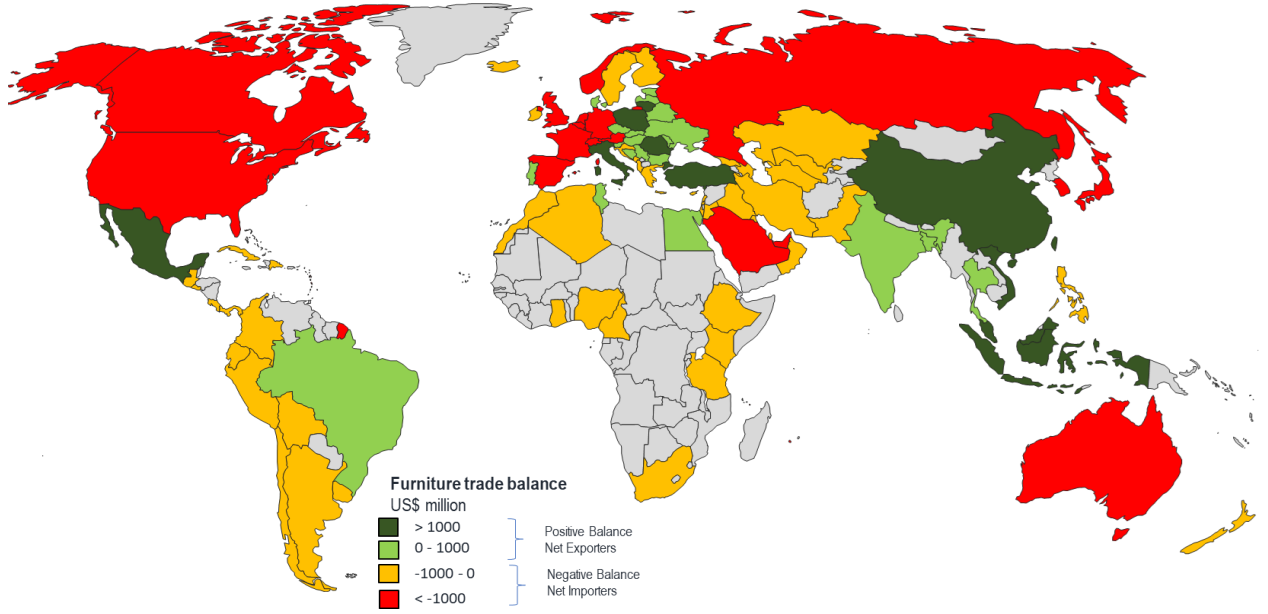 Furniture trade balance
US$ million
> 1000
0 - 1000
-1000 - 0
< -1000
Positive Balance
Net Exporters
Negative Balance
Net Importers